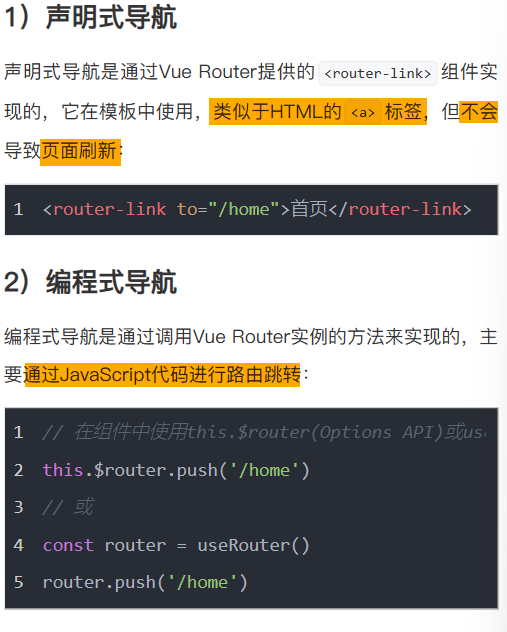 1）声明式导航
声明式导航是通过Vue Router提供的 <router-link> 组件实
现的，它在模板中使用，类似于HTML的 <a> 标签，但不会
导致页面刷新：
1 <router-link to="/home">首页</router-link>
2）编程式导航
编程式导航是通过调用Vue Router实例的方法来实现的，主
要通过JavaScript代码进行路由跳转：
1 // 在组件中使用this.$router(Options API)或use
2 this.$router.push('/home')
3 // 或
4 const router = useRouter()
5 router.push('/home')